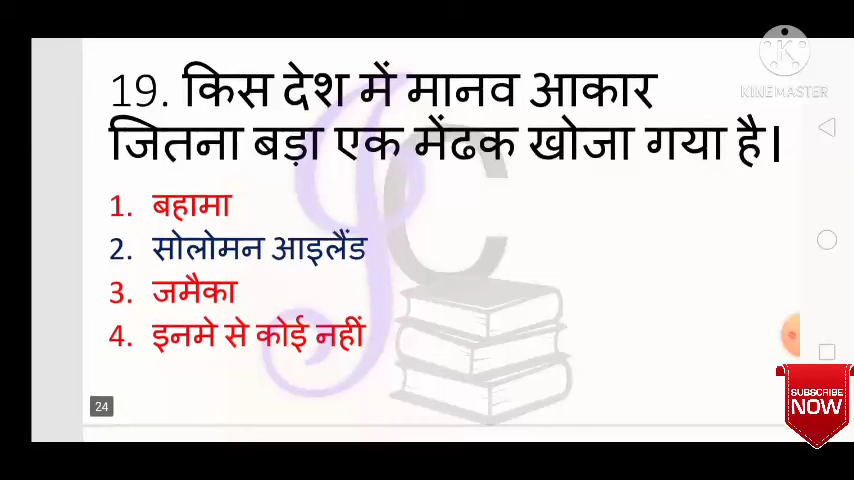 19. किस देश में मानव आकार
जितना बड़ा एक मेंढक खोजा गया है।
1. बहामा
2. सोलोमन आइलैंड
3. जमैका
4. इनमे से कोई नहीं
24
KINEMASTER
SUBSCRIBE
NOW